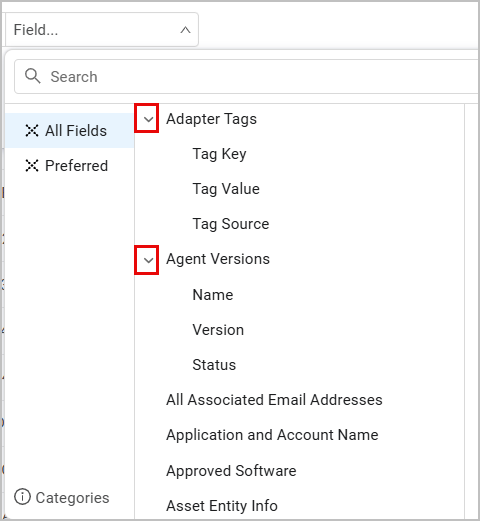 Field...
Search
All Fields
Preferred
Adapter Tags
Tag Key
Tag Value
Tag Source
Agent Versions
Name
Version
Status
All Associated Email Addresses
Application and Account Name
Approved Software
Asset Entity Info
Categories